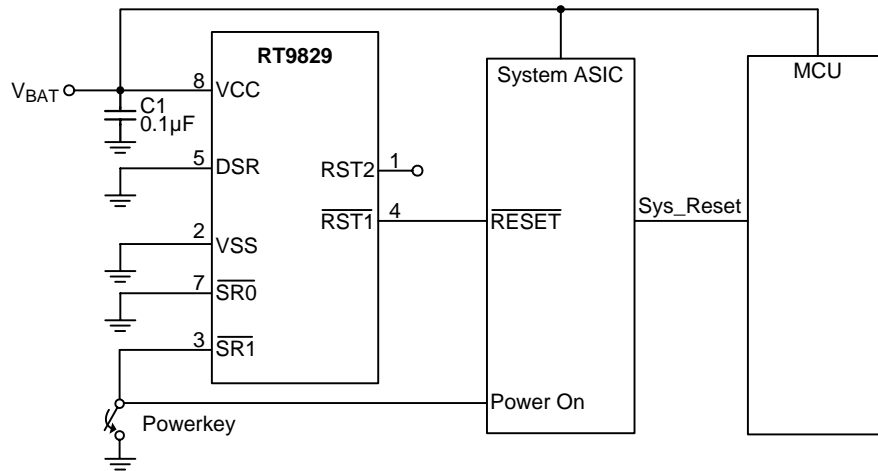 RT9829
System ASIC
MCU
8
VCC
V_BAT
C1
0.1µF
5
DSR
RST2
1
Sys_Reset
RST1
4
RESET
2
VSS
7
SR0
3
SR1
Power On
Powerkey